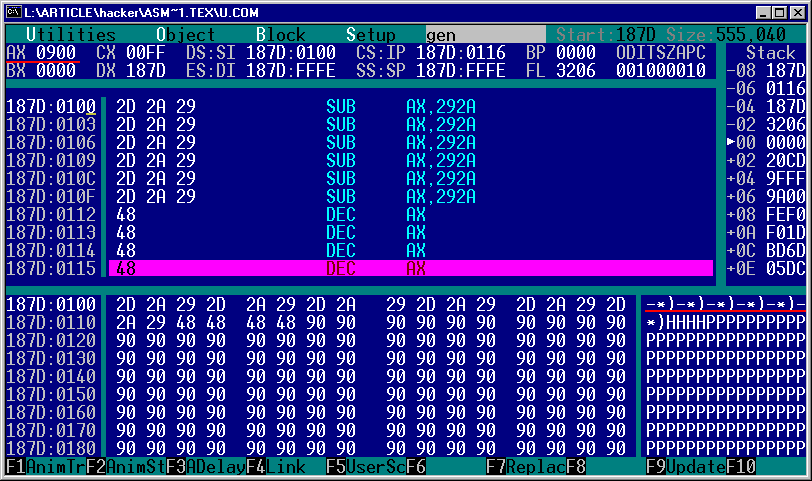 L:\ARTICLE\hacker\ASM~1.TEX\U.COM
Utilities Object Block Setup gen Start:187D Size:555,040
AX 0900 CX 00FF DS:SI 187D:0100 CS:IP 187D:0116 BP 0000 ODITSZAPC Stack
BX 0000 DX 187D ES:DI 187D:FFFE SS:SP 187D:FFFE FL 3206 001000010 -08 187D
-06 0116
187D:0100 2D 2A 29 SUB AX,292A -04 187D
187D:0103 2D 2A 29 SUB AX,292A -02 3206
187D:0106 2D 2A 29 SUB AX,292A ►00 0000
187D:0109 2D 2A 29 SUB AX,292A +02 20CD
187D:010C 2D 2A 29 SUB AX,292A +04 9FFF
187D:010F 2D 2A 29 SUB AX,292A +06 9A00
187D:0112 48 DEC AX +08 FEF0
187D:0113 48 DEC AX +0A F01D
187D:0114 48 DEC AX +0C BD6D
187D:0115 48 DEC AX +0E 05DC
187D:0100 2D 2A 29 2D 2A 29 2D 2A 29 2D 2A 29 2D 2A 29 2D -*)-*)-*)-*)-*)-
187D:0110 2A 29 48 48 48 48 90 90 90 90 90 90 90 90 90 90 *)HHHHPPPPPPPPPP
187D:0120 90 90 90 90 90 90 90 90 90 90 90 90 90 90 90 90 PPPPPPPPPPPPPPPP
187D:0130 90 90 90 90 90 90 90 90 90 90 90 90 90 90 90 90 PPPPPPPPPPPPPPPP
187D:0140 90 90 90 90 90 90 90 90 90 90 90 90 90 90 90 90 PPPPPPPPPPPPPPPP
187D:0150 90 90 90 90 90 90 90 90 90 90 90 90 90 90 90 90 PPPPPPPPPPPPPPPP
187D:0160 90 90 90 90 90 90 90 90 90 90 90 90 90 90 90 90 PPPPPPPPPPPPPPPP
187D:0170 90 90 90 90 90 90 90 90 90 90 90 90 90 90 90 90 PPPPPPPPPPPPPPPP
187D:0180 90 90 90 90 90 90 90 90 90 90 90 90 90 90 90 90 PPPPPPPPPPPPPPPP
F1AnimTrF2AnimStF3ADelayF4Link F5UserScF6 F7ReplacF8 F9UpdateF10